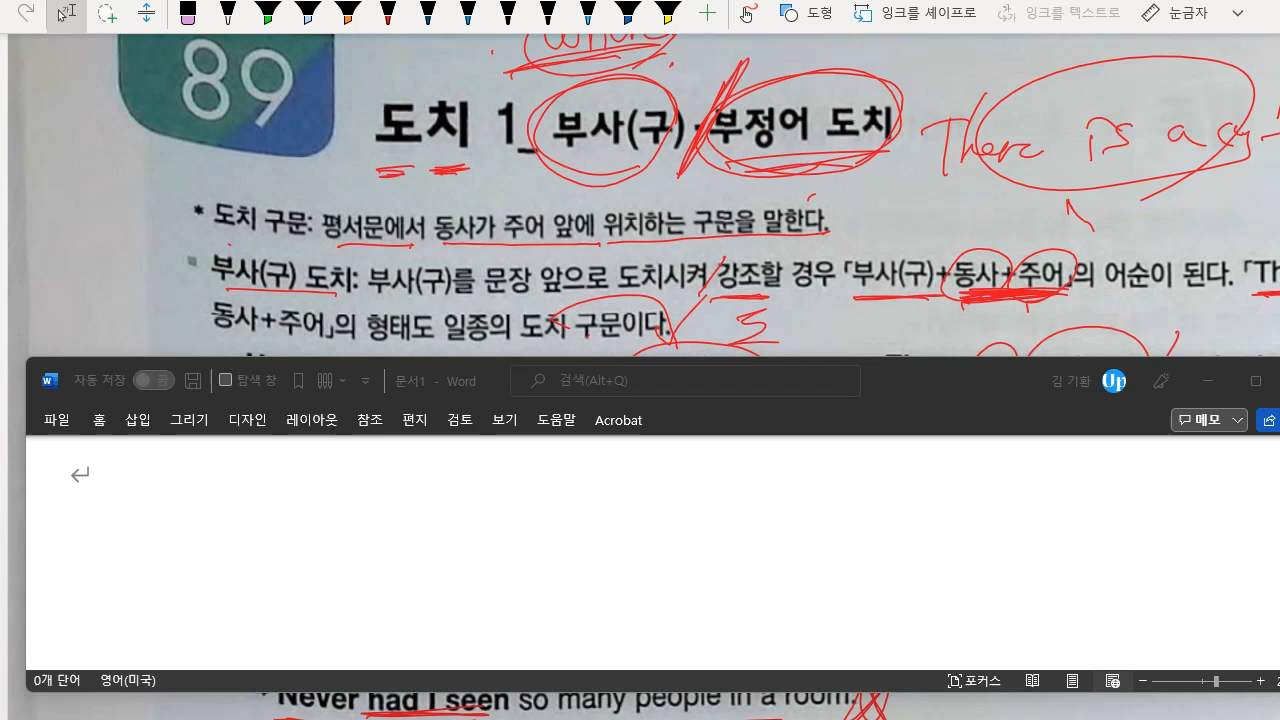 도형 잉크를 셰이프로 잉크를 텍스트로 눈금자
89
도치 1_ 부사(구)·부정어 도치
There is a
* 도치 구문: 평서문에서 동사가 주어 앞에 위치하는 구문을 말한다.
부사(구) 도치: 부사(구)를 문장 앞으로 도치시켜 강조할 경우 「부사(구)+동사+주어」의 어순이 된다. 「Th
동사+주어」의 형태도 일종의 도치 구문이다.
자동 저장 끔 탐색 창 문서1 - Word 검색(Alt+Q) 김 기환 Up
파일 홈 삽입 그리기 디자인 레이아웃 참조 편지 검토 보기 도움말 Acrobat 메모
0개 단어 영어(미국) 포커스
Never had I seen so many people in a room.